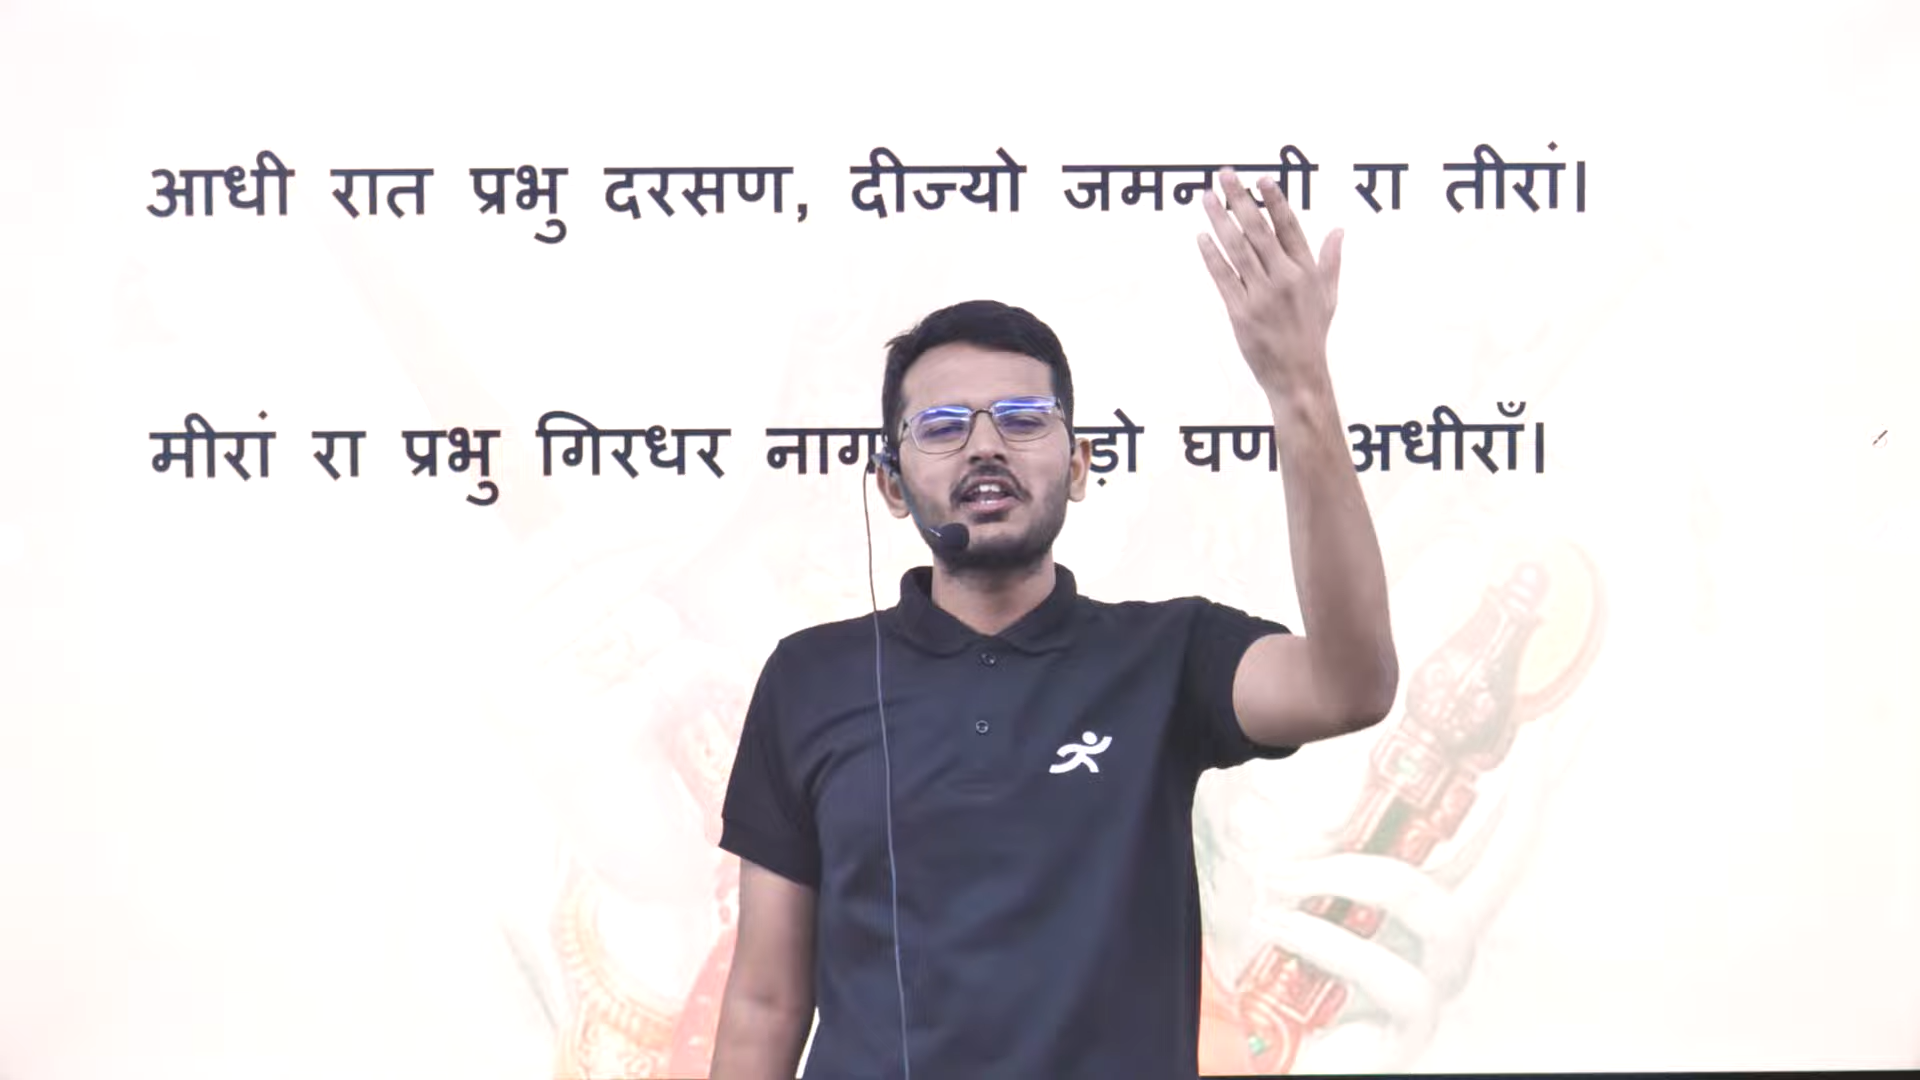 आधी रात प्रभु दरसण, दीज्यो रा तीरां।
मीरां रा प्रभु गिरधर अधीराँ।